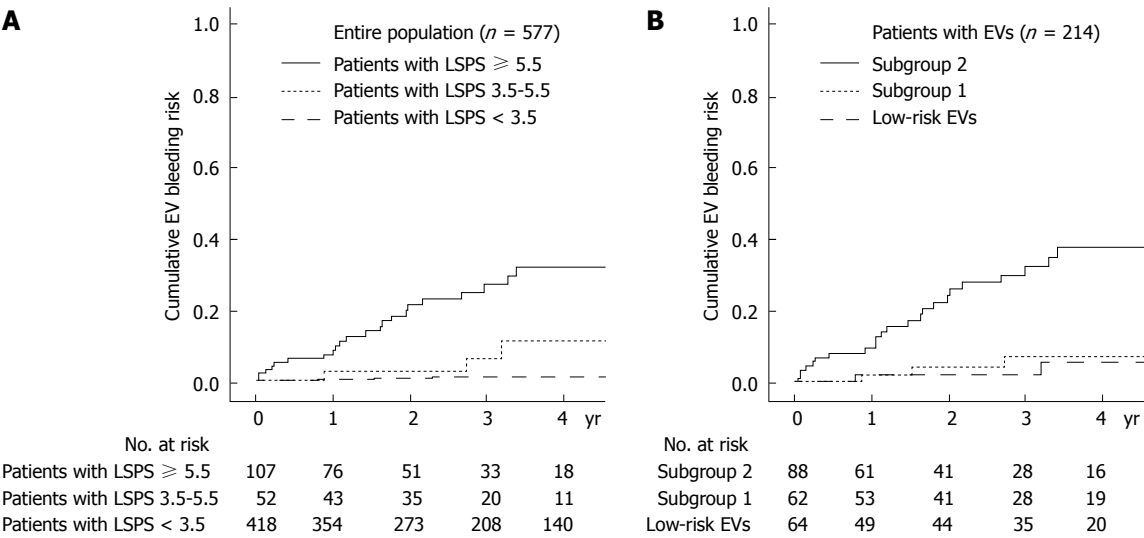 A
Entire population (n = 577)
Patients with LSPS ⩾ 5.5
Patients with LSPS 3.5-5.5
Patients with LSPS < 3.5
Cumulative EV bleeding risk
1.0
0.8
0.6
0.4
0.2
0.0
0 1 2 3 4 yr
No. at risk
Patients with LSPS ⩾ 5.5 107 76 51 33 18
Patients with LSPS 3.5-5.5 52 43 35 20 11
Patients with LSPS < 3.5 418 354 273 208 140
B
Patients with EVs (n = 214)
Subgroup 2
Subgroup 1
Low-risk EVs
Cumulative EV bleeding risk
1.0
0.8
0.6
0.4
0.2
0.0
0 1 2 3 4 yr
No. at risk
Subgroup 2 88 61 41 28 16
Subgroup 1 62 53 41 28 19
Low-risk EVs 64 49 44 35 20